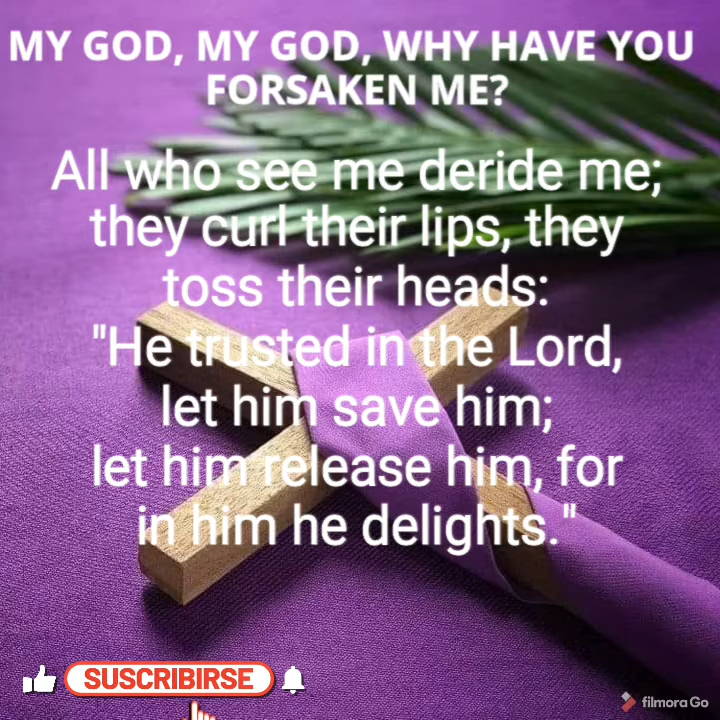 MY GOD, MY GOD, WHY HAVE YOU
FORSAKEN ME?
All who see me deride me;
they curl their lips, they
toss their heads:
"He trusted in the Lord,
let him save him;
let him release him, for
in him he delights."
SUSCRIBIRSE
filmora Go